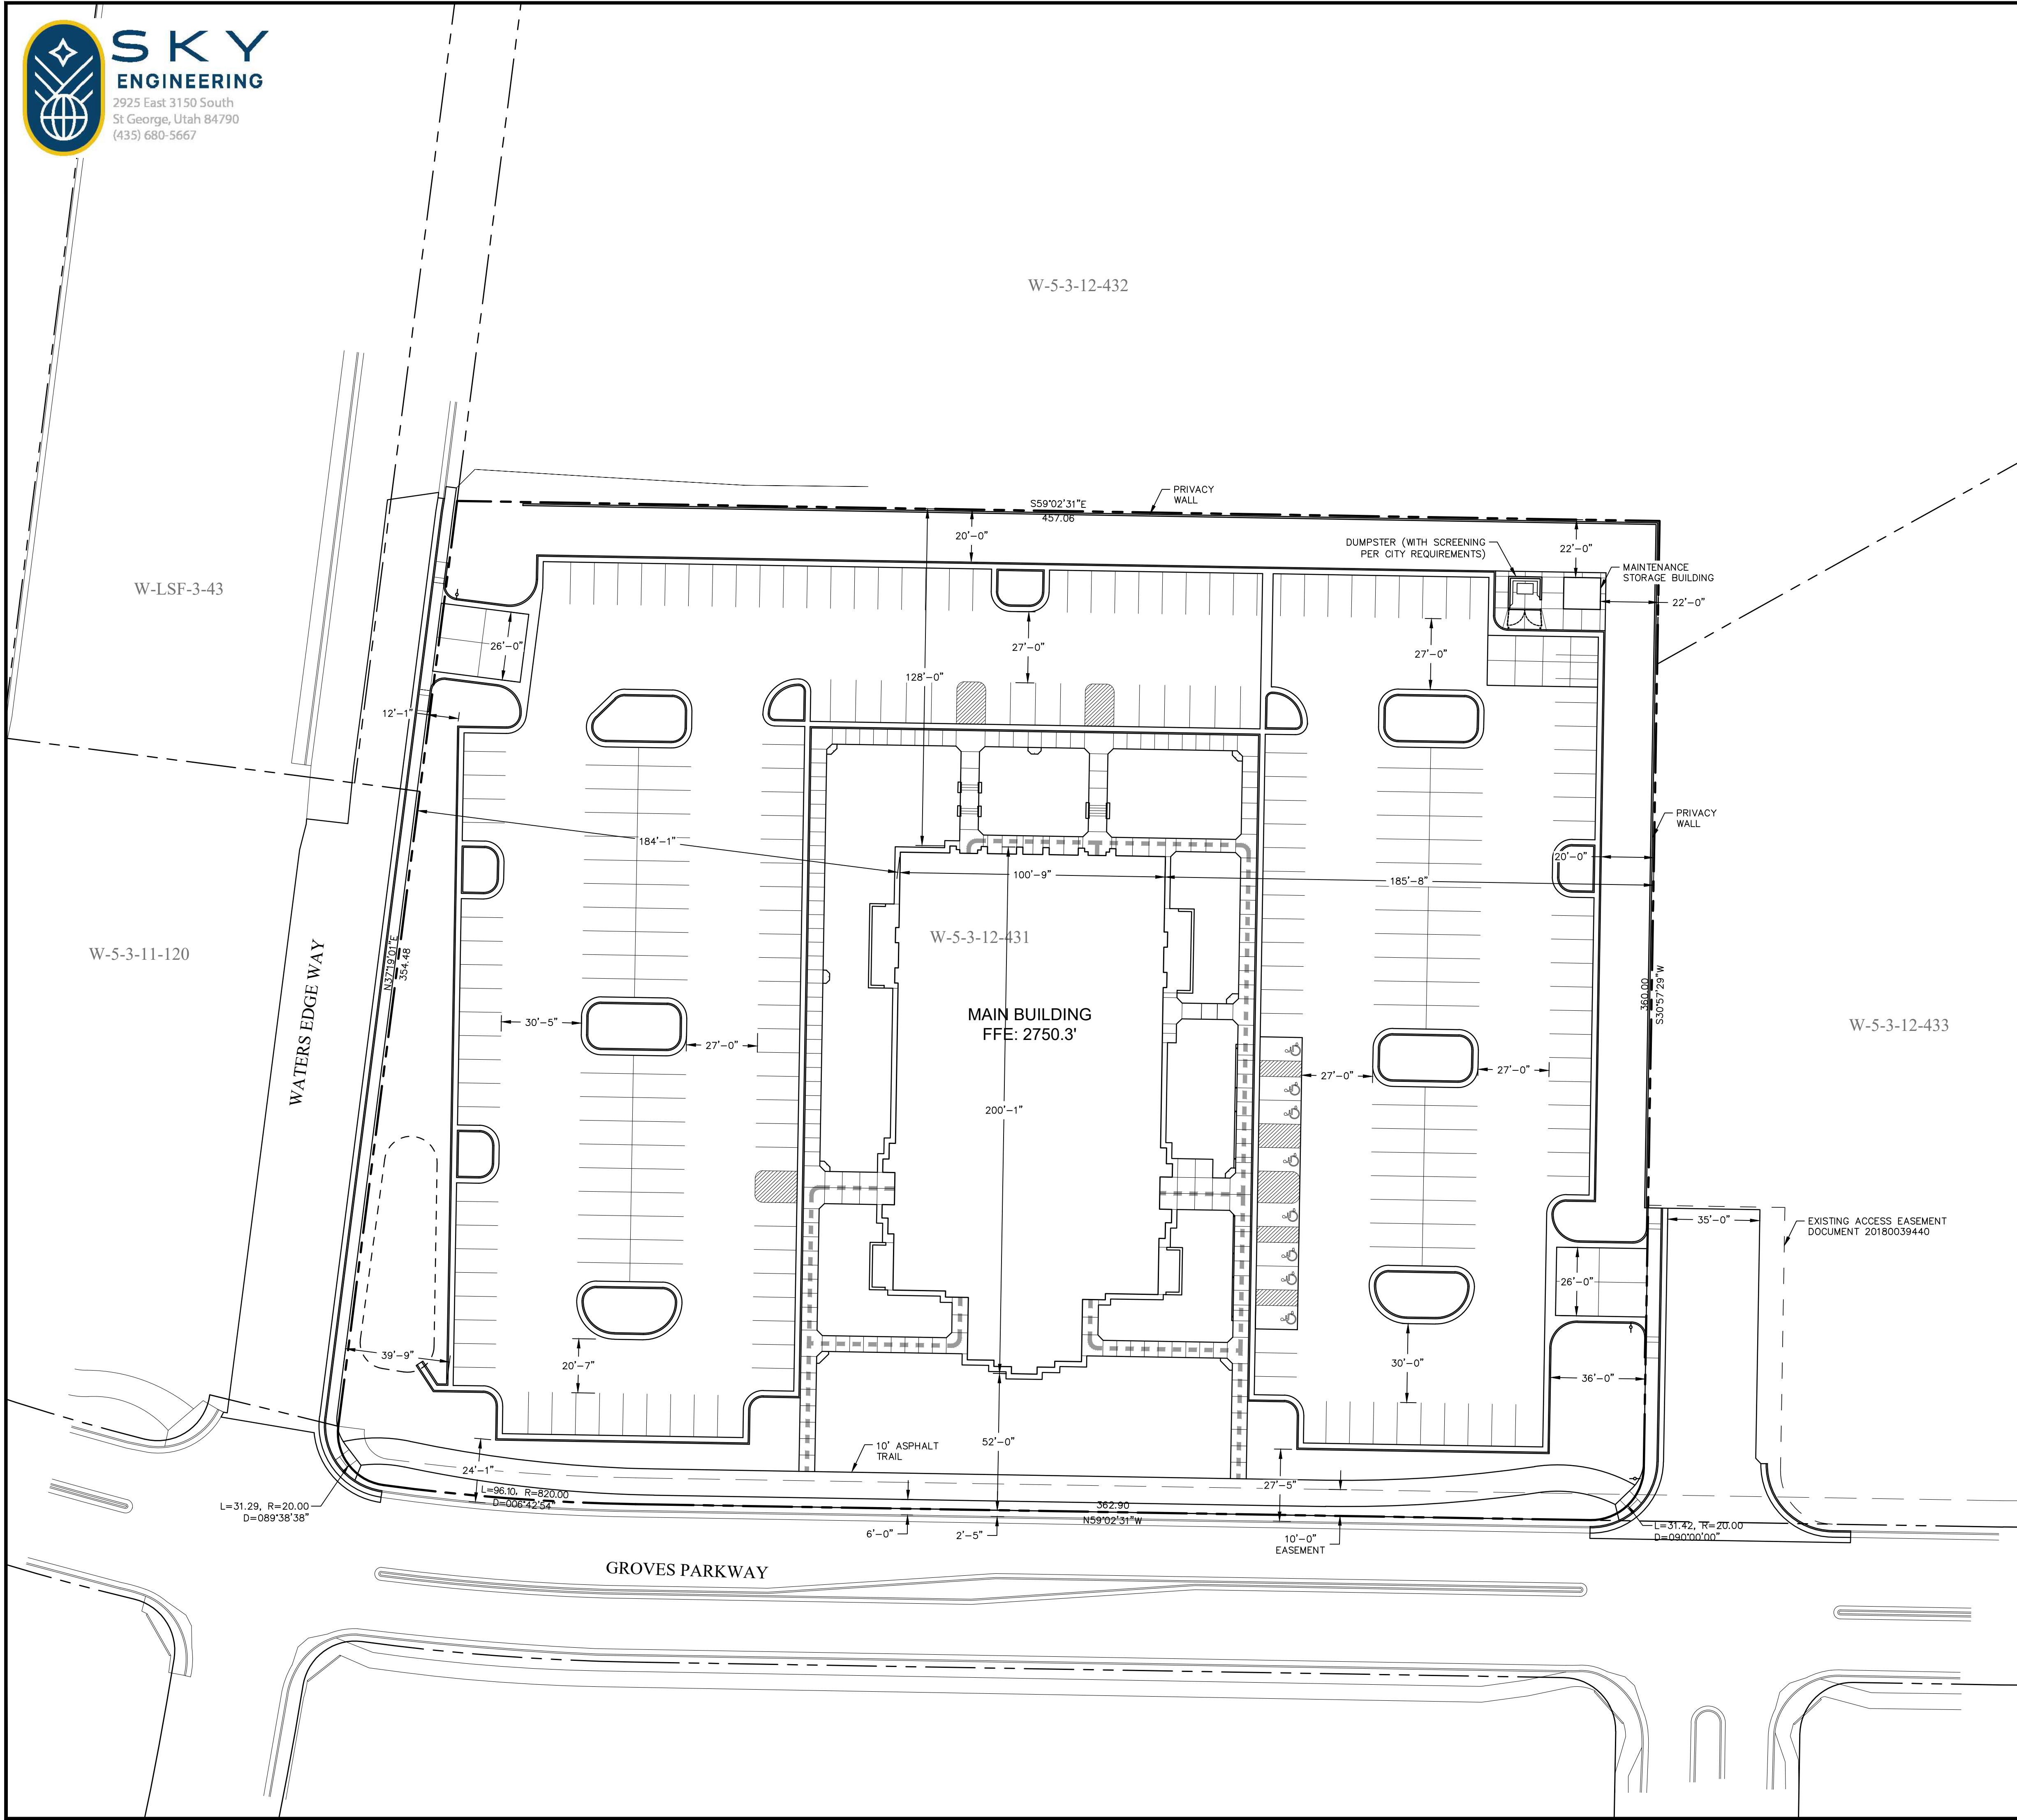 SKY
ENGINEERING
2925 East 3150 South
St George, Utah 84790
(435) 680-5667
W-5-3-12-432
PRIVACY
WALL
S59°02'31"E
457.06
20'-0"
DUMPSTER (WITH SCREENING
PER CITY REQUIREMENTS)
22'-0"
MAINTENANCE
STORAGE BUILDING
22'-0"
W-LSF-3-43
26'-0"
27'-0"
27'-0"
128'-0"
12'-1"
PRIVACY
WALL
184'-1"
20'-0"
100'-9"
185'-8"
W-5-3-12-431
W-5-3-11-120
N37°19'01"E
354.48
WATERS EDGE WAY
360.00
S30°57'29"W
MAIN BUILDING
FFE: 2750.3'
W-5-3-12-433
30'-5"
27'-0"
27'-0"
27'-0"
200'-1"
35'-0"
EXISTING ACCESS EASEMENT
DOCUMENT 20180039440
26'-0"
39'-9"
20'-7"
30'-0"
36'-0"
10' ASPHALT
TRAIL
52'-0"
24'-1"
27'-5"
L=96.10, R=820.00
D=006°42'54"
L=31.29, R=20.00
D=089°38'38"
362.90
N59°02'31"W
6'-0"
2'-5"
10'-0"
EASEMENT
L=31.42, R=20.00
D=090°00'00"
GROVES PARKWAY